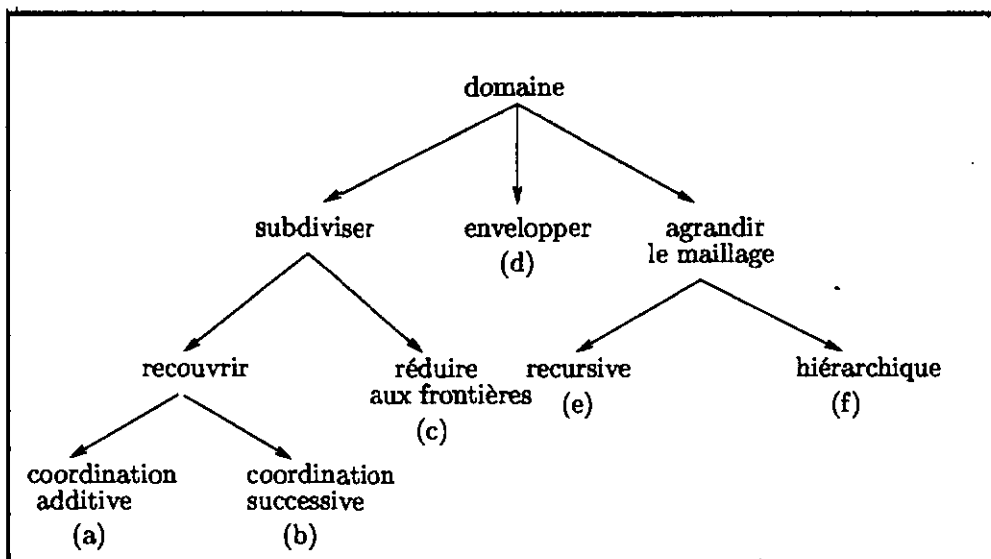 domaine
subdiviser
envelopper
(d)
agrandir
le maillage
recouvrir
réduire
aux frontières
(c)
recursive
(e)
hiérarchique
(f)
coordination
additive
(a)
coordination
successive
(b)